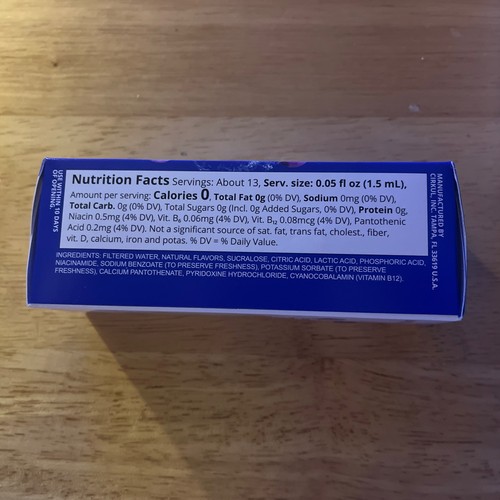 USE WITHIN 10 DAYS
OF OPENING.
Nutrition Facts Servings: About 13, Serv. size: 0.05 fl oz (1.5 mL),
Amount per serving: Calories 0, Total Fat 0g (0% DV), Sodium 0mg (0% DV),
Total Carb. 0g (0% DV), Total Sugars 0g (Incl. 0g Added Sugars, 0% DV), Protein 0g,
Niacin 0.5mg (4% DV), Vit. B₆ 0.06mg (4% DV), Vit. B₁₂ 0.08mcg (4% DV), Pantothenic
Acid 0.2mg (4% DV). Not a significant source of sat. fat, trans fat, cholest., fiber,
vit. D, calcium, iron and potas. % DV = % Daily Value.
INGREDIENTS: FILTERED WATER, NATURAL FLAVORS, SUCRALOSE, CITRIC ACID, LACTIC ACID, PHOSPHORIC ACID,
NIACINAMIDE, SODIUM BENZOATE (TO PRESERVE FRESHNESS), POTASSIUM SORBATE (TO PRESERVE
FRESHNESS), CALCIUM PANTOTHENATE, PYRIDOXINE HYDROCHLORIDE, CYANOCOBALAMIN (VITAMIN B12).
MANUFACTURED BY
CIRKUL, INC. TAMPA, FL 33619 U.S.A.